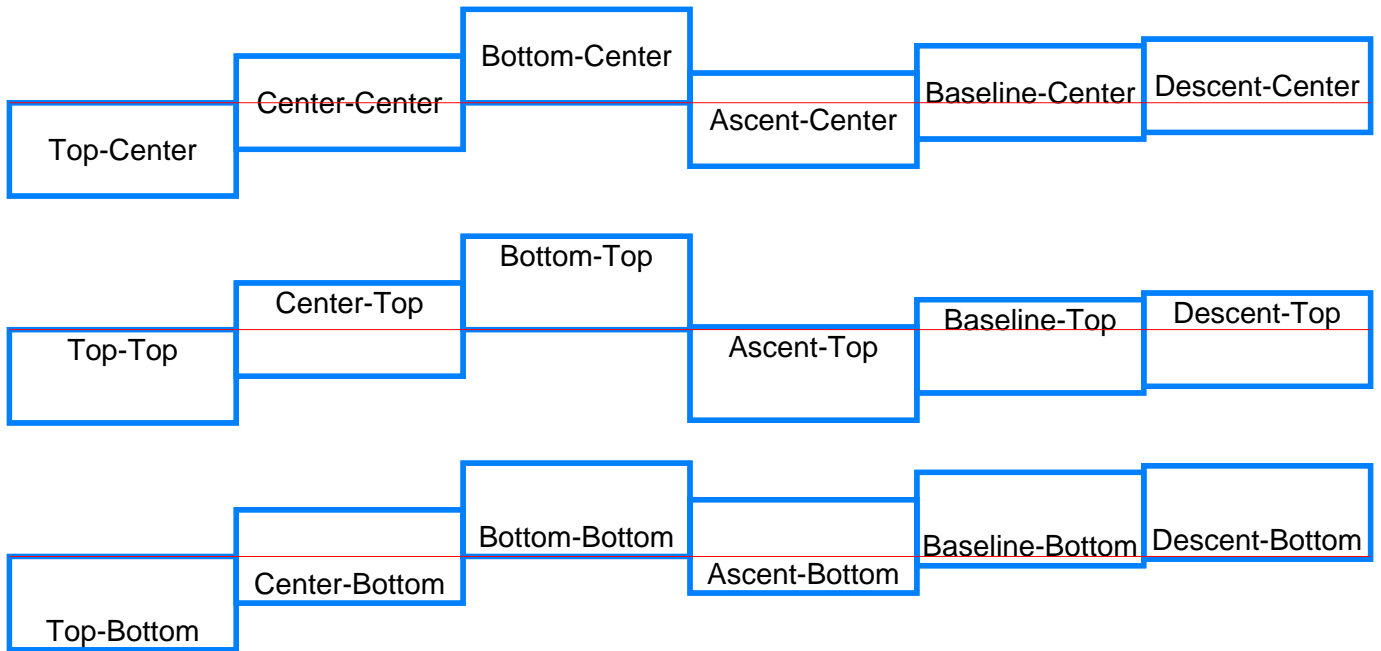 Top-Center Center-Center Bottom-Center Ascent-Center Baseline-Center Descent-Center
Top-Top Center-Top Bottom-Top Ascent-Top Baseline-Top Descent-Top
Top-Bottom Center-Bottom Bottom-Bottom Ascent-Bottom Baseline-Bottom Descent-Bottom